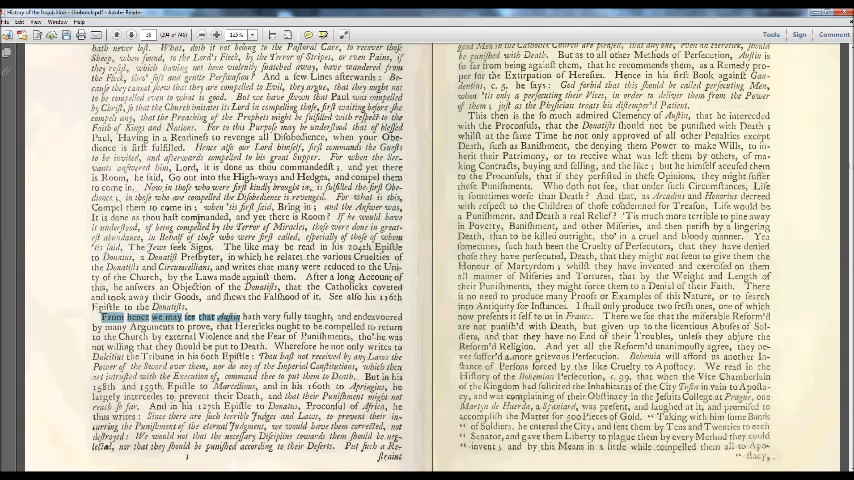 History of the Inquisition - Limborch.pdf - Adobe Reader
File Edit View Window Help
36 (294 of 746) 125% Tools Sign Comment
hath never lost. What, doth it not belong to the Pastoral Care, to recover those
Sheep, when found, to the Lord's Flock, by the Terror of Stripes, or even Pains, if
they resist, which having not been violently snatched away, have wandered from
the Flock, thro' soft and gentle Perswasion? And a few Lines afterwards: Be-
cause they cannot shew that they are compelled to Evil, they argue, that they ought not
to be compelled even to what is good. But we have shewn that Paul was compelled
by Christ, so that the Church imitates its Lord in compelling those, first waiting before she
compels any, that the Preaching of the Prophets might be fulfilled with respect to the
Faith of Kings and Nations. For to this Purpose may be understood that of blessed
Paul, Having in a Readiness to revenge all Disobedience, when your Obe-
dience is first fulfilled. Hence also our Lord himself, first commands the Guests
to be invited, and afterwards compelled to his great Supper. For when the Ser-
vants answered him, Lord, it is done as thou commandedst; and yet there
is Room, he said, Go out into the High-ways and Hedges, and compel them
to come in. Now in those who were first kindly brought in, is fulfilled the first Obe-
dience; in those who are compelled the Disobedience is revenged. For what is this,
Compel them to come in; when 'tis first said, Bring in; and the Answer was,
It is done as thou hast commanded, and yet there is Room? If he would have
it understood, of being compelled by the Terror of Miracles, those were done in great-
est abundance, in Behalf of those who were first called, especially of those of whom
'tis said, The Jews seek Signs. The like may be read in his 204th Epistle
to Donatus, a Donatist Presbyter, in which he relates the various Cruelties of
the Donatists and Circumcellians, and writes that many were reduced to the Uni-
ty of the Church, by the Laws made against them. After a long Account of
this, he answers an Objection of the Donatists, that the Catholicks coveted
and took away their Goods, and shews the Falshood of it. See also his 116th
Epistle to the Donatists.
From hence we may see that Austin hath very fully taught, and endeavoured
by many Arguments to prove, that Hereticks ought to be compelled to return
to the Church by external Violence and the Fear of Punishments, tho' he was
not willing that they should be put to Death. Wherefore he not only writes to
Dulcitius the Tribune in his 60th Epistle: Thou hast not received by any Laws the
Power of the Sword over them, nor do any of the Imperial Constitutions, which thou
art intrusted with the Execution of, command thee to put them to Death. But in his
158th and 159th Epistle to Marcellinus, and in his 160th to Apringius, he
largely intercedes to prevent their Death, and that their Punishment might not
reach so far. And in his 127th Epistle to Donatus, Proconsul of Africa, he
thus writes: Since there are such terrible Judges and Laws, to prevent their in-
curring the Punishment of the eternal Judgment, we would have them corrected, not
destroyed: We would not that the necessary Discipline towards them should be neg-
lected, nor that they should be punished according to their Deserts. Put such a Re-
1 straint
good Men in the Catholick Church are pleased, that any one, even an Heretick, should
be punished with Death. But as to all other Methods of Persecution, Austin is
so far from being against them, that he recommends them, as a Remedy pro-
per for the Extirpation of Heresies. Hence in his first Book against Gau-
dentius, c. 5. he says: God forbid that this should be called persecuting Men,
when 'tis only a persecuting their Vices, in order to deliver them from the Power
of them; just as the Physician treats his distemper'd Patient.
This then is the so much admired Clemency of Austin, that he interceded
with the Proconsuls, that the Donatists should not be punished with Death;
whilst at the same Time he not only approved of all other Penalties except
Death, such as Banishment, the denying them Power to make Wills, to in-
herit their Patrimony, or to receive what was left them by others, of ma-
king Contracts, buying and selling, and the like; but he himself accused them
to the Proconsuls, that if they persisted in these Opinions, they might suffer
these Punishments. Who doth not see, that under such Circumstances, Life
is sometimes worse than Death? And that, as Arcadius and Honorius decreed
with respect to the Children of those condemned for Treason, Life would be
a Punishment, and Death a real Relief? 'Tis much more terrible to pine away
in Poverty, Banishment, and other Miseries, and then perish by a lingering
Death, than to be killed outright, tho' in a cruel and bloody manner. Yea
sometimes, such hath been the Cruelty of Persecutors, that they have denied
those they have persecuted, Death, that they might not seem to give them the
Honour of Martyrdom; whilst they have invented and exercised on them
all manner of Miseries and Tortures, that by the Weight and Length of
their Punishments, they might force them to a Denial of their Faith. There
is no need to produce many Proofs or Examples of this Nature, or to search
into Antiquity for Instances. I shall only produce two fresh ones, one of which
now presents it self to us in France. There we see that the miserable Reform'd
are not punish'd with Death, but given up to the licentious Abuses of Sol-
diers, and that they have no End of their Troubles, unless they abjure the
Reform'd Religion. And yet all the Reform'd unanimously agree, they ne-
ver suffer'd a more grievous Persecution. Bohemia will afford us another In-
stance of Persons forced by the like Cruelty to Apostacy. We read in the
History of the Bohemian Persecution, c. 99. that when the Vice Chamberlain
of the Kingdom had solicited the Inhabitants of the City Tusta in vain to Aposta-
cy, and was complaining of their Obstinacy in the Jesuits College at Prague, one
Martin de Huerda, a Spaniard, was present, and laughed at it, and promised to
accomplish the Matter for 500 Pieces of Gold. "Taking with him some Bands
"of Soldiers, he entered the City, and sent them by Tens and Twenties to each
"Senator, and gave them Liberty to plague them by every Method they could
"invent; and by this Means in a little while compelled them all to Apo-
"stacy.